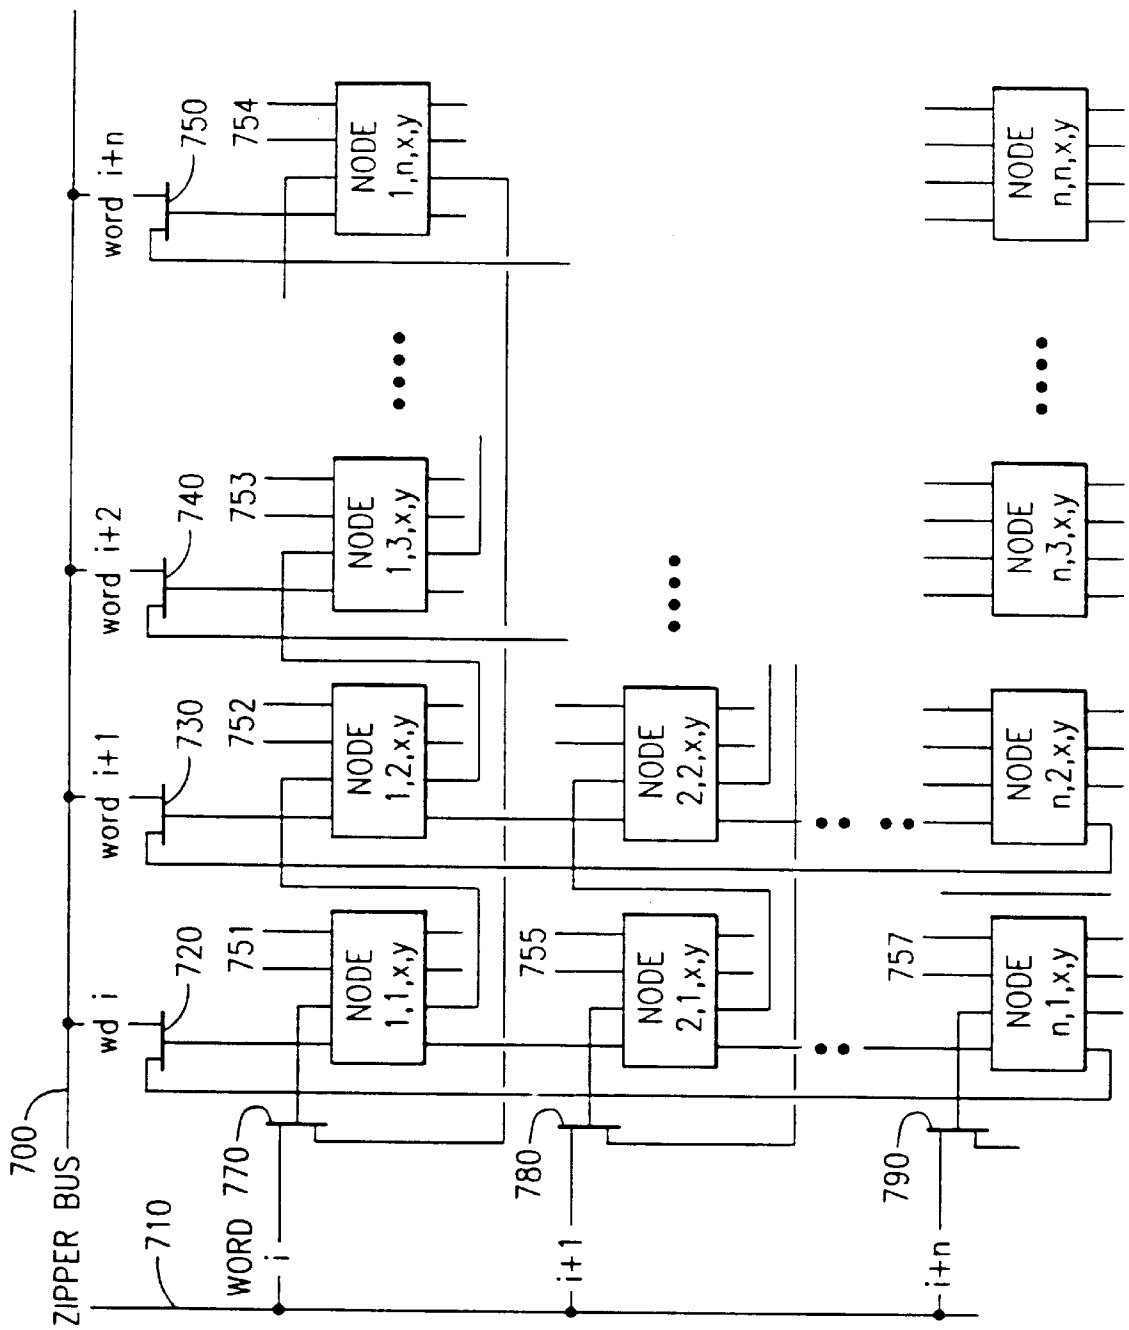 ZIPPER BUS
700
710
wd i
720
word i+1
730
word i+2
740
word i+n
750
WORD
i
770
751
NODE
1,1,x,y
752
NODE
1,2,x,y
753
NODE
1,3,x,y
754
NODE
1,n,x,y
i+1
780
755
NODE
2,1,x,y
NODE
2,2,x,y
i+n
790
757
NODE
n,1,x,y
NODE
n,2,x,y
NODE
n,3,x,y
NODE
n,n,x,y